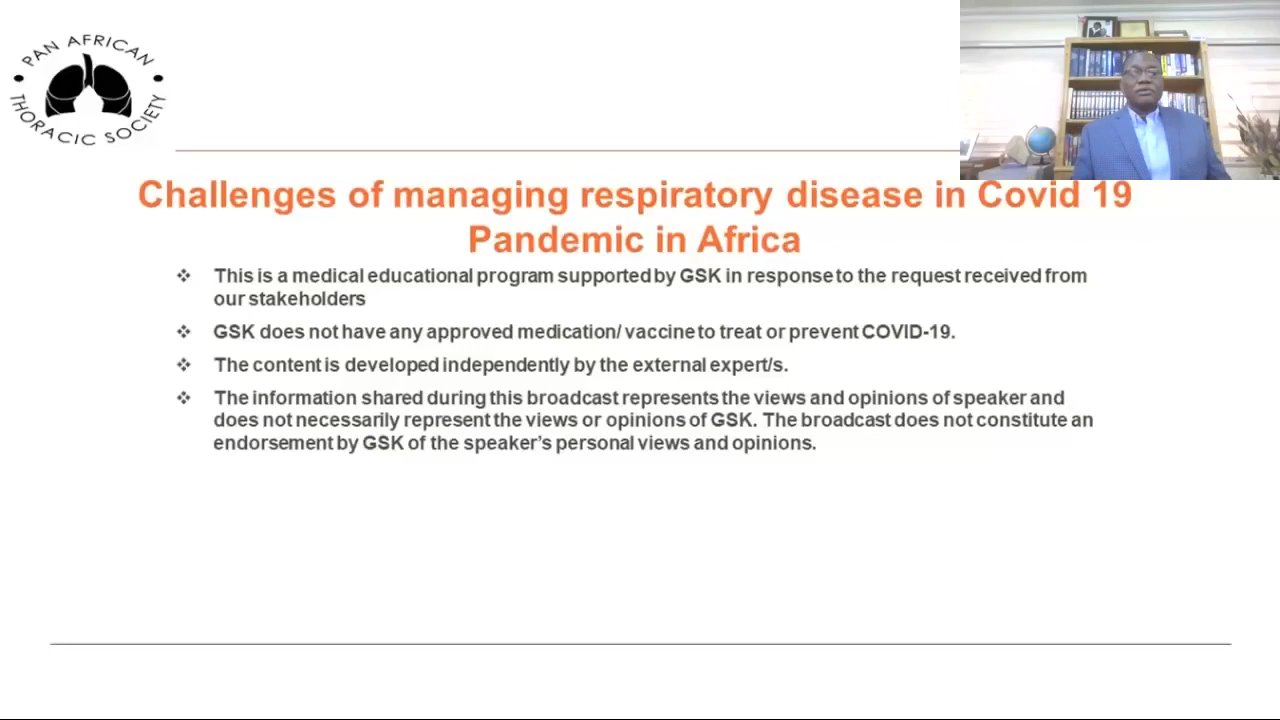 PAN AFRICAN
THORACIC SOCIETY
Challenges of managing respiratory disease in Covid 19
Pandemic in Africa
This is a medical educational program supported by GSK in response to the request received from
our stakeholders
GSK does not have any approved medication/ vaccine to treat or prevent COVID-19.
The content is developed independently by the external expert/s.
The information shared during this broadcast represents the views and opinions of speaker and
does not necessarily represent the views or opinions of GSK. The broadcast does not constitute an
endorsement by GSK of the speaker's personal views and opinions.